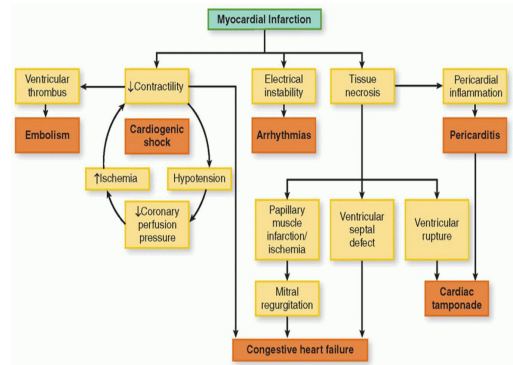 Myocardial Infarction
Ventricular
thrombus
↓Contractility
Electrical
instability
Tissue
necrosis
Pericardial
inflammation
Embolism
Cardiogenic
shock
Arrhythmias
Pericarditis
↑Ischemia
Hypotension
↓Coronary
perfusion
pressure
Papillary
muscle
infarction/
ischemia
Ventricular
septal
defect
Ventricular
rupture
Mitral
regurgitation
Cardiac
tamponade
Congestive heart failure